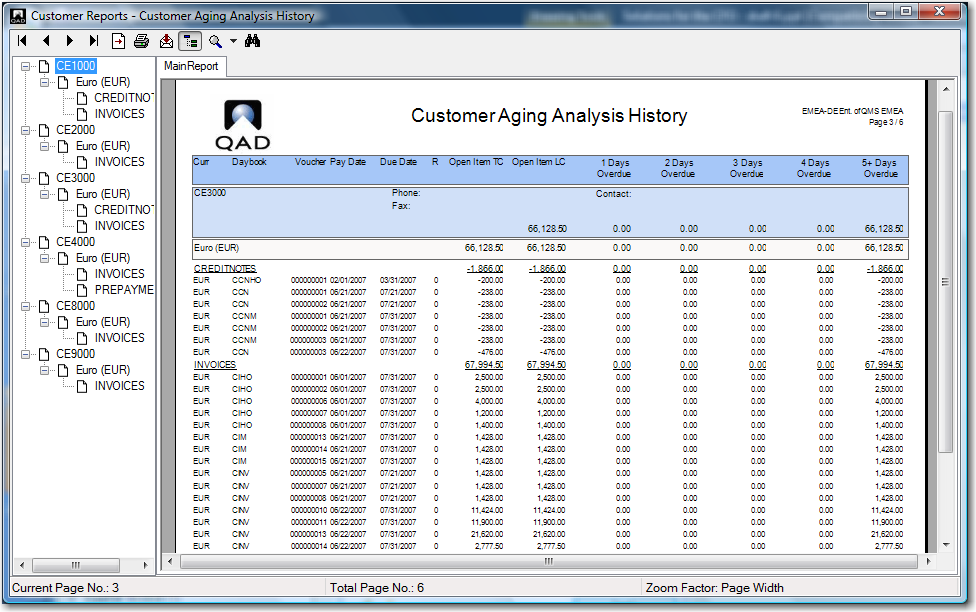 QAD Customer Reports - Customer Aging Analysis History
CE1000
Euro (EUR)
CREDITNO
INVOICES
CE2000
Euro (EUR)
INVOICES
CE3000
Euro (EUR)
CREDITNO
INVOICES
CE4000
Euro (EUR)
INVOICES
PREPAYME
CE8000
Euro (EUR)
INVOICES
CE9000
Euro (EUR)
INVOICES
MainReport
QAD
Customer Aging Analysis History
EMEA-DE Ent. of QMS EMEA
Page 3 / 6
Curr Daybook Voucher Pay Date Due Date R Open Item TC Open Item LC 1 Days Overdue 2 Days Overdue 3 Days Overdue 4 Days Overdue 5+ Days Overdue
CE3000 Phone: Contact:
Fax:
66,128.50 0.00 0.00 0.00 0.00 66,128.50
Euro (EUR) 66,128.50 66,128.50 0.00 0.00 0.00 0.00 66,128.50
CREDITNOTES -1,866.00 -1,866.00 0.00 0.00 0.00 0.00 -1,866.00
EUR CCNHO 000000001 02/01/2007 03/31/2007 0 -200.00 -200.00 0.00 0.00 0.00 0.00 -200.00
EUR CCN 000000001 06/21/2007 07/21/2007 0 -238.00 -238.00 0.00 0.00 0.00 0.00 -238.00
EUR CCN 000000002 06/21/2007 07/21/2007 0 -238.00 -238.00 0.00 0.00 0.00 0.00 -238.00
EUR CCNM 000000001 06/21/2007 07/31/2007 0 -238.00 -238.00 0.00 0.00 0.00 0.00 -238.00
EUR CCNM 000000002 06/21/2007 07/31/2007 0 -238.00 -238.00 0.00 0.00 0.00 0.00 -238.00
EUR CCNM 000000003 06/21/2007 07/31/2007 0 -238.00 -238.00 0.00 0.00 0.00 0.00 -238.00
EUR CCN 000000003 06/22/2007 07/31/2007 0 -476.00 -476.00 0.00 0.00 0.00 0.00 -476.00
INVOICES 67,994.50 67,994.50 0.00 0.00 0.00 0.00 67,994.50
EUR CIHO 000000001 06/01/2007 07/31/2007 0 2,500.00 2,500.00 0.00 0.00 0.00 0.00 2,500.00
EUR CIHO 000000002 06/01/2007 07/31/2007 0 2,500.00 2,500.00 0.00 0.00 0.00 0.00 2,500.00
EUR CIHO 000000006 06/01/2007 07/31/2007 0 4,000.00 4,000.00 0.00 0.00 0.00 0.00 4,000.00
EUR CIHO 000000007 06/01/2007 07/31/2007 0 1,200.00 1,200.00 0.00 0.00 0.00 0.00 1,200.00
EUR CIHO 000000008 06/01/2007 07/31/2007 0 1,400.00 1,400.00 0.00 0.00 0.00 0.00 1,400.00
EUR CIM 000000013 06/21/2007 07/31/2007 0 1,428.00 1,428.00 0.00 0.00 0.00 0.00 1,428.00
EUR CIM 000000014 06/21/2007 07/31/2007 0 1,428.00 1,428.00 0.00 0.00 0.00 0.00 1,428.00
EUR CIM 000000015 06/21/2007 07/31/2007 0 1,428.00 1,428.00 0.00 0.00 0.00 0.00 1,428.00
EUR CINV 000000005 06/21/2007 07/31/2007 0 1,428.00 1,428.00 0.00 0.00 0.00 0.00 1,428.00
EUR CINV 000000007 06/21/2007 07/21/2007 0 1,428.00 1,428.00 0.00 0.00 0.00 0.00 1,428.00
EUR CINV 000000008 06/21/2007 07/21/2007 0 1,428.00 1,428.00 0.00 0.00 0.00 0.00 1,428.00
EUR CINV 000000010 06/22/2007 07/31/2007 0 11,424.00 11,424.00 0.00 0.00 0.00 0.00 11,424.00
EUR CINV 000000011 06/22/2007 07/31/2007 0 11,900.00 11,900.00 0.00 0.00 0.00 0.00 11,900.00
EUR CINV 000000013 06/22/2007 07/31/2007 0 21,620.00 21,620.00 0.00 0.00 0.00 0.00 21,620.00
EUR CINV 000000014 06/22/2007 07/31/2007 0 2,777.50 2,777.50 0.00 0.00 0.00 0.00 2,777.50
Current Page No.: 3 Total Page No.: 6 Zoom Factor: Page Width